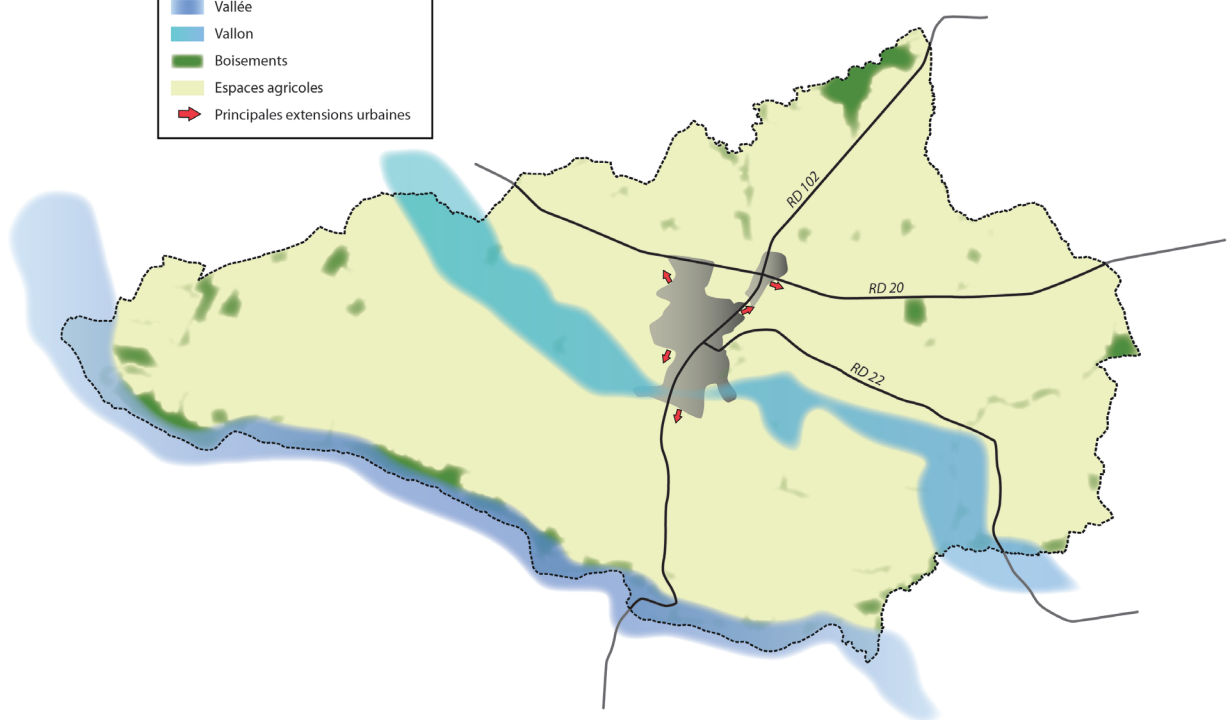 Vallée
Vallon
Boisements
Espaces agricoles
Principales extensions urbaines
RD 102
RD 20
RD 22